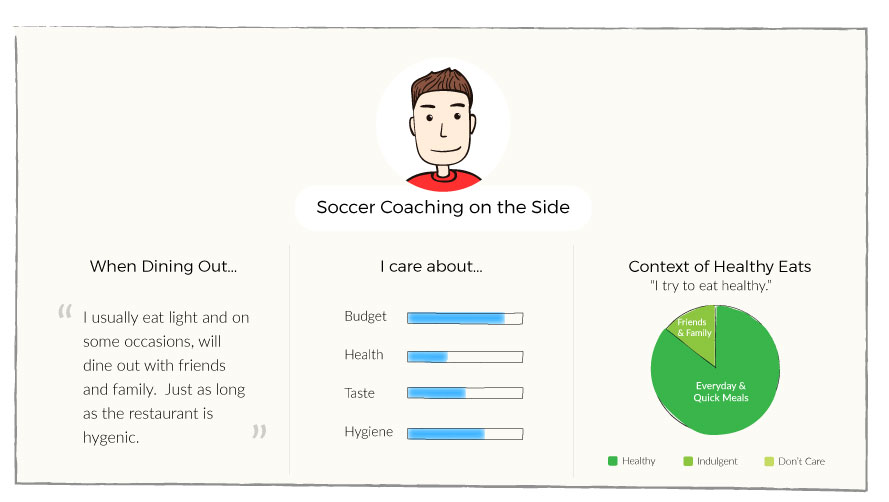 Soccer Coaching on the Side
When Dining Out...
“ I usually eat light and on
some occasions, will
dine out with friends
and family. Just as long
as the restaurant is
hygenic. ”
I care about...
Budget
Health
Taste
Hygiene
Context of Healthy Eats
"I try to eat healthy."
Friends
& Family
Everyday &
Quick Meals
Healthy
Indulgent
Don't Care